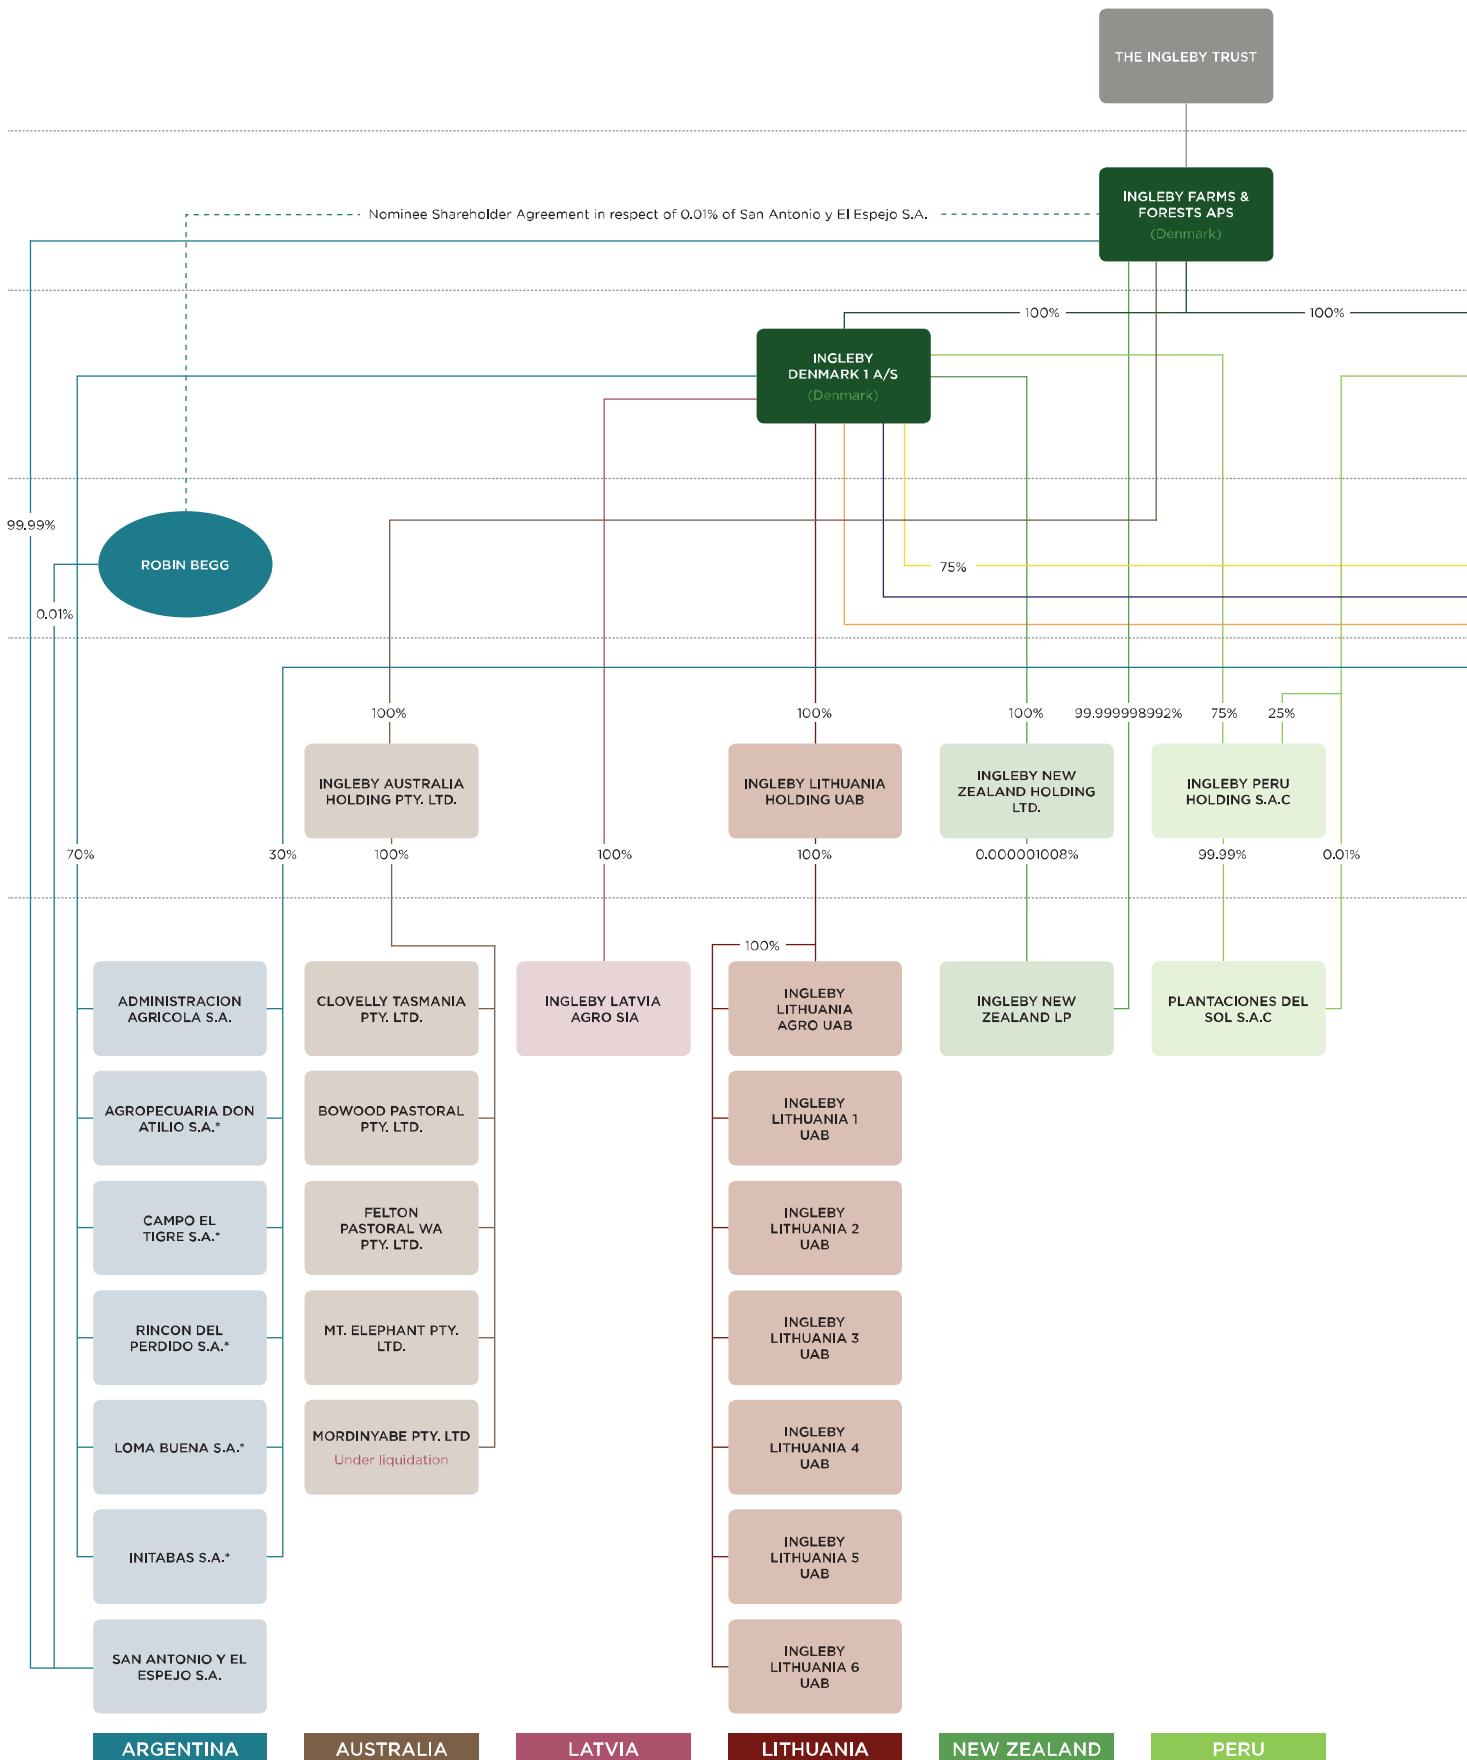 THE INGLEBY TRUST
INGLEBY FARMS &
FORESTS APS
(Denmark)
Nominee Shareholder Agreement in respect of 0.01% of San Antonio y El Espejo S.A.
100%
100%
INGLEBY
DENMARK 1 A/S
(Denmark)
99.99%
ROBIN BEGG
75%
0.01%
100%
100%
100%
99.999998992%
75%
25%
INGLEBY AUSTRALIA
HOLDING PTY. LTD.
INGLEBY LITHUANIA
HOLDING UAB
INGLEBY NEW
ZEALAND HOLDING
LTD.
INGLEBY PERU
HOLDING S.A.C
70%
30%
100%
100%
100%
0.000001008%
99.99%
0.01%
100%
ADMINISTRACION
AGRICOLA S.A.
AGROPECUARIA DON
ATILIO S.A.*
CAMPO EL
TIGRE S.A.*
RINCON DEL
PERDIDO S.A.*
LOMA BUENA S.A.*
INITABAS S.A.*
SAN ANTONIO Y EL
ESPEJO S.A.
CLOVELLY TASMANIA
PTY. LTD.
BOWOOD PASTORAL
PTY. LTD.
FELTON
PASTORAL WA
PTY. LTD.
MT. ELEPHANT PTY.
LTD.
MORDINYABE PTY. LTD
Under liquidation
INGLEBY LATVIA
AGRO SIA
INGLEBY
LITHUANIA
AGRO UAB
INGLEBY
LITHUANIA 1
UAB
INGLEBY
LITHUANIA 2
UAB
INGLEBY
LITHUANIA 3
UAB
INGLEBY
LITHUANIA 4
UAB
INGLEBY
LITHUANIA 5
UAB
INGLEBY
LITHUANIA 6
UAB
INGLEBY NEW
ZEALAND LP
PLANTACIONES DEL
SOL S.A.C
ARGENTINA
AUSTRALIA
LATVIA
LITHUANIA
NEW ZEALAND
PERU